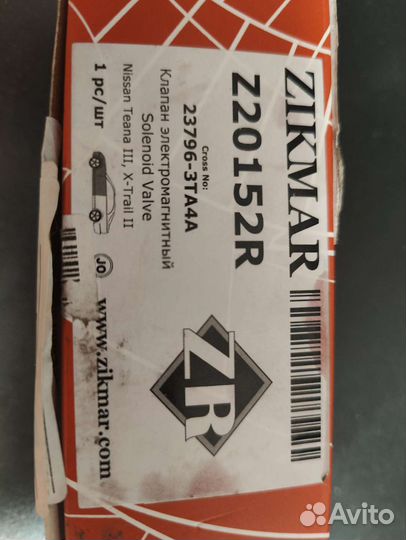 ZIKMAR
Z20152R
Cross No:
23796-3TA4A
Клапан электромагнитный
Solenoid Valve
Nissan Teana III, X-Trail II
1 pc/шт
JO
www.zikmar.com
ZR
Avito